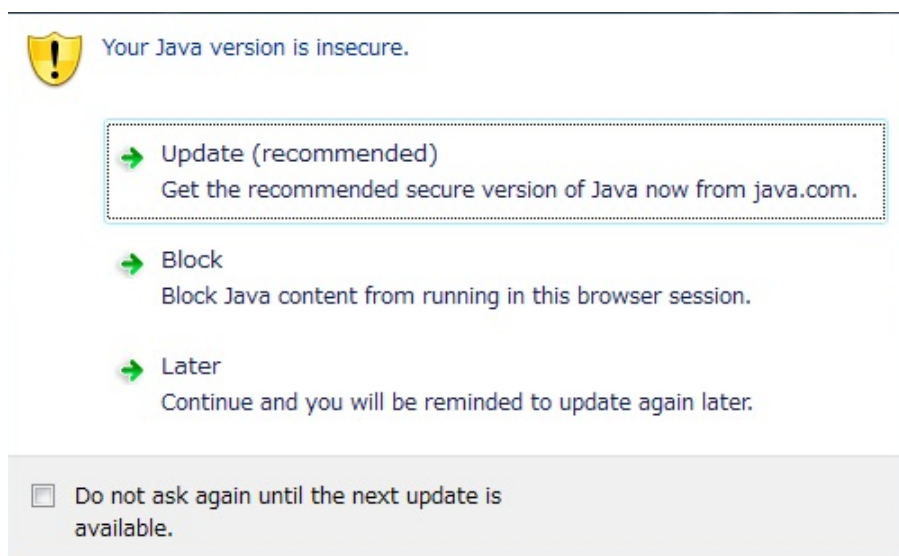 Your Java version is insecure.
Update (recommended)
Get the recommended secure version of Java now from java.com.
Block
Block Java content from running in this browser session.
Later
Continue and you will be reminded to update again later.
Do not ask again until the next update is
available.